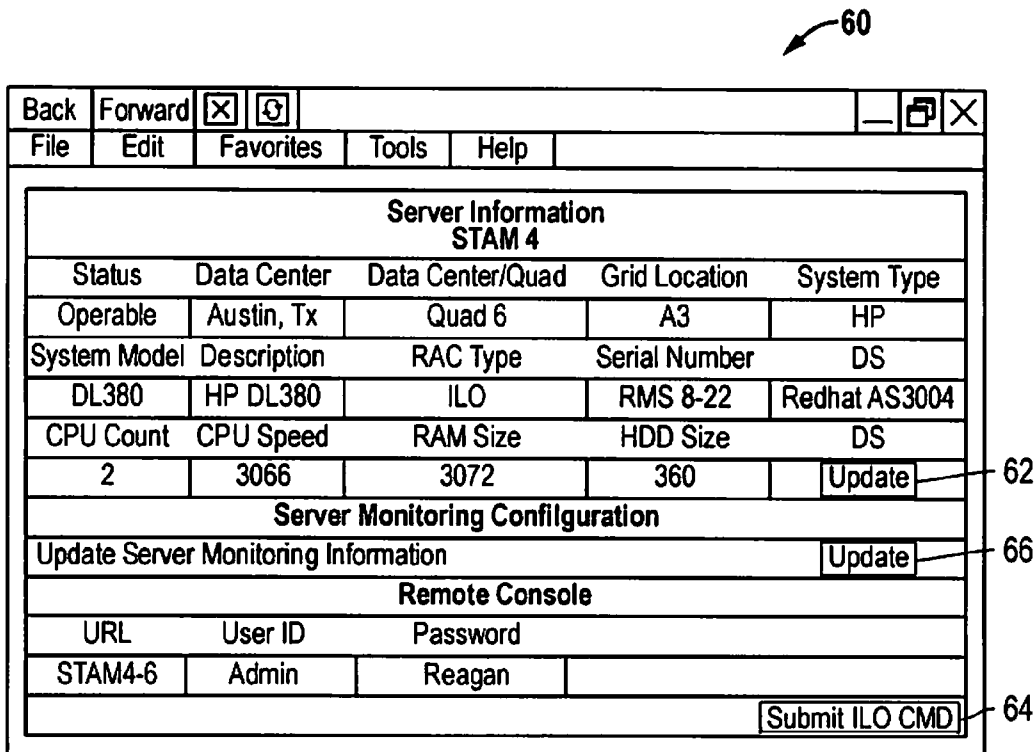 60
Back Forward
File Edit Favorites Tools Help
Server Information
STAM 4
Status Data Center Data Center/Quad Grid Location System Type
Operable Austin, Tx Quad 6 A3 HP
System Model Description RAC Type Serial Number DS
DL380 HP DL380 ILO RMS 8-22 Redhat AS3004
CPU Count CPU Speed RAM Size HDD Size DS
2 3066 3072 360 Update 62
Server Monitoring Confilguration
Update Server Monitoring Information Update 66
Remote Console
URL User ID Password
STAM4-6 Admin Reagan
Submit ILO CMD 64